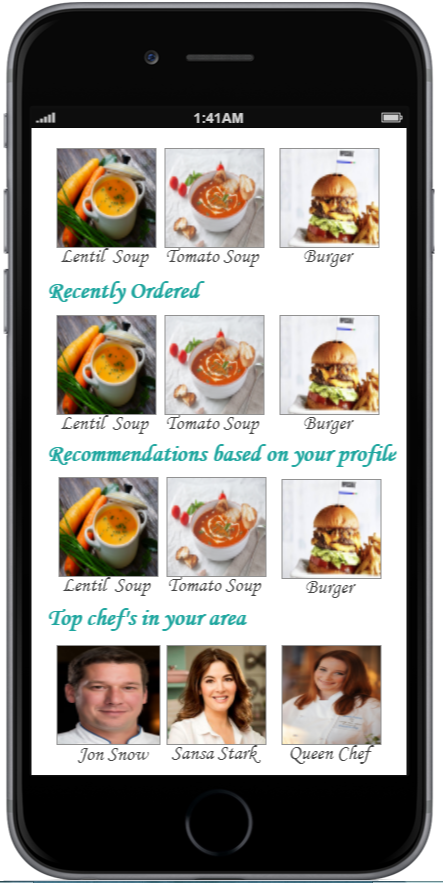 1:41AM
Lentil Soup Tomato Soup Burger
Recently Ordered
Lentil Soup Tomato Soup Burger
Recommendations based on your profile
Lentil Soup Tomato Soup Burger
Top chef's in your area
Jon Snow Sansa Stark Queen Chef